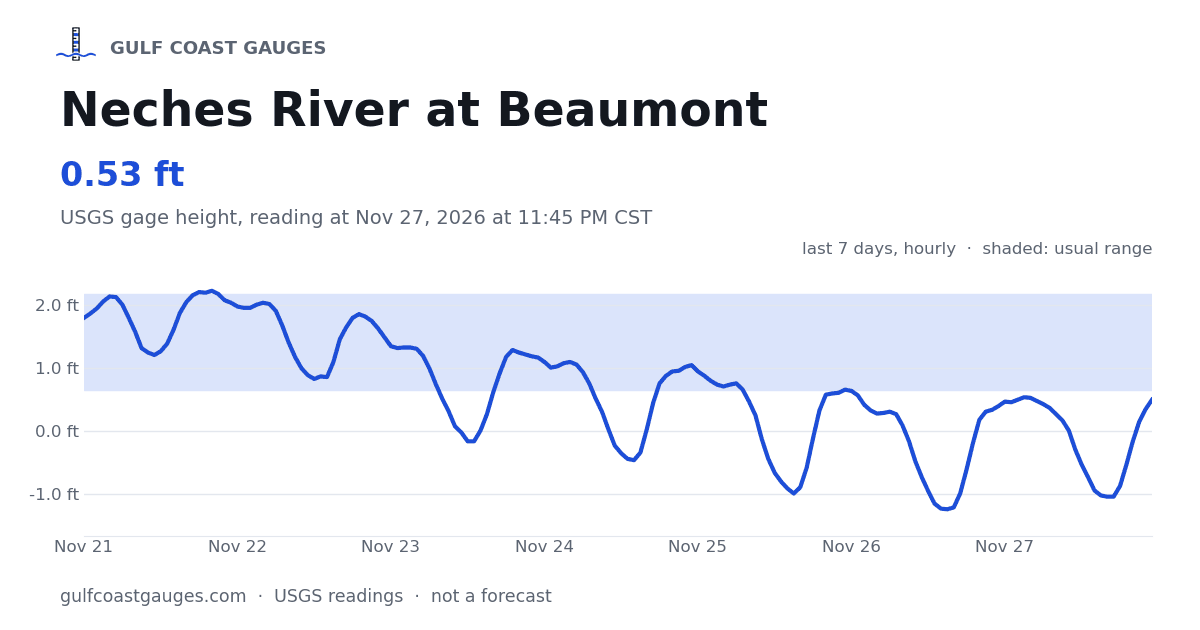 GULF COAST GAUGES
Neches River at Beaumont
0.53 ft
USGS gage height, reading at Nov 27, 2026 at 11:45 PM CST
last 7 days, hourly · shaded: usual range
2.0 ft
1.0 ft
0.0 ft
-1.0 ft
Nov 21 Nov 22 Nov 23 Nov 24 Nov 25 Nov 26 Nov 27
gulfcoastgauges.com · USGS readings · not a forecast